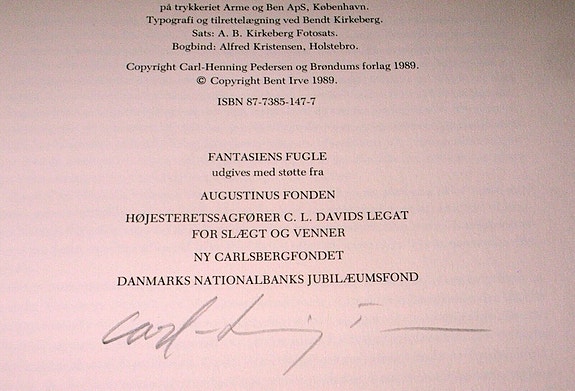 på trykkeriet Arme og Ben ApS, København.
Typografi og tilrettelægning ved Bendt Kirkeberg.
Sats: A. B. Kirkeberg Fotosats.
Bogbind: Alfred Kristensen, Holstebro.
Copyright Carl-Henning Pedersen og Brøndums forlag 1989.
© Copyright Bent Irve 1989.
ISBN 87-7385-147-7
FANTASIENS FUGLE
udgives med støtte fra
AUGUSTINUS FONDEN
HØJESTERETSSAGFØRER C. L. DAVIDS LEGAT
FOR SLÆGT OG VENNER
NY CARLSBERGFONDET
DANMARKS NATIONALBANKS JUBILÆUMSFOND
Carl-